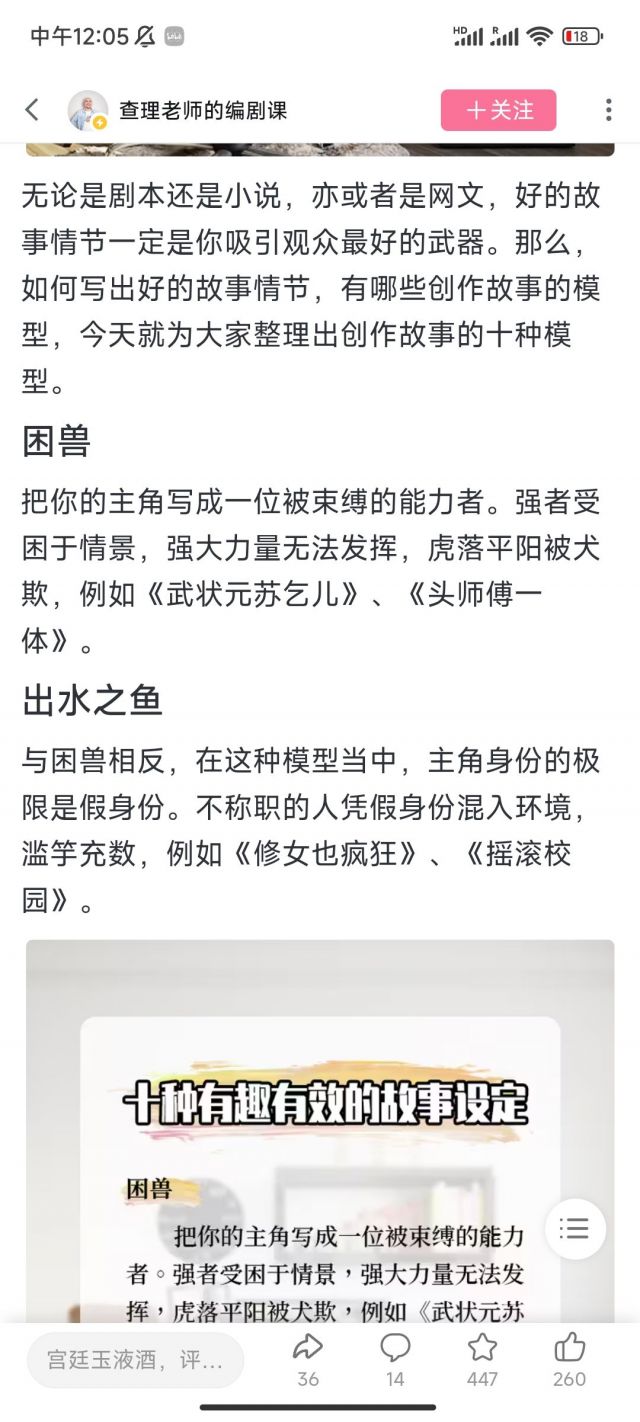 中午12:05
HD
R
18
查理老师的编剧课
十关注
无论是剧本还是小说，亦或者是网文，好的故
事情节一定是你吸引观众最好的武器。那么，
如何写出好的故事情节，有哪些创作故事的模
型，今天就为大家整理出创作故事的十种模
型。
困兽
把你的主角写成一位被束缚的能力者。强者受
困于情景，强大力量无法发挥，虎落平阳被犬
欺，例如《武状元苏乞儿》、《头师傅一
体》。
出水之鱼
与困兽相反，在这种模型当中，主角身份的极
限是假身份。不称职的人凭假身份混入环境，
滥竽充数，例如《修女也疯狂》、《摇滚校
园》。
十种有趣有效的故事设定
困兽
把你的主角写成一位被束缚的能力
者。强者受困于情景，强大力量无法发
挥，虎落平阳被犬欺，例如《武状元苏
宫廷玉液酒，评...
36
14
447
260